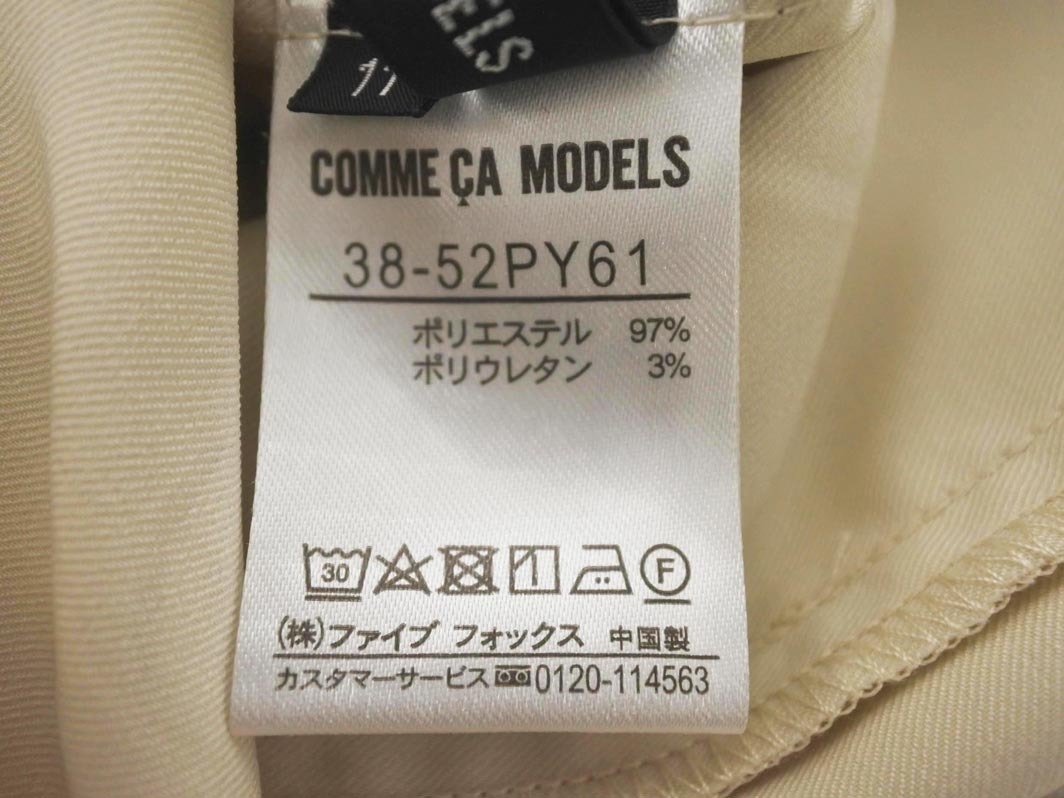 ELS
11
COMME ÇA MODELS
38-52PY61
ポリエステル 97%
ポリウレタン 3%
30 F
(株)ファイブ フォックス 中国製
カスタマーサービス 0120-114563